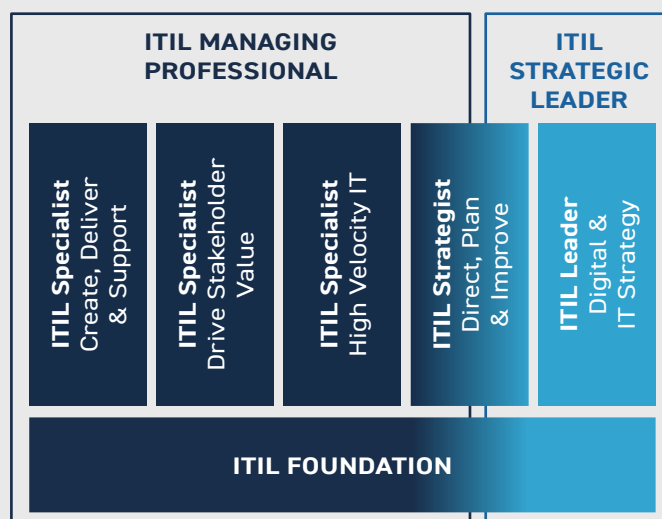 ITIL MANAGING
PROFESSIONAL
ITIL
STRATEGIC
LEADER
ITIL Specialist
Create, Deliver
& Support
ITIL Specialist
Drive Stakeholder
Value
ITIL Specialist
High Velocity IT
ITIL Strategist
Direct, Plan
& Improve
ITIL Leader
Digital &
IT Strategy
ITIL FOUNDATION